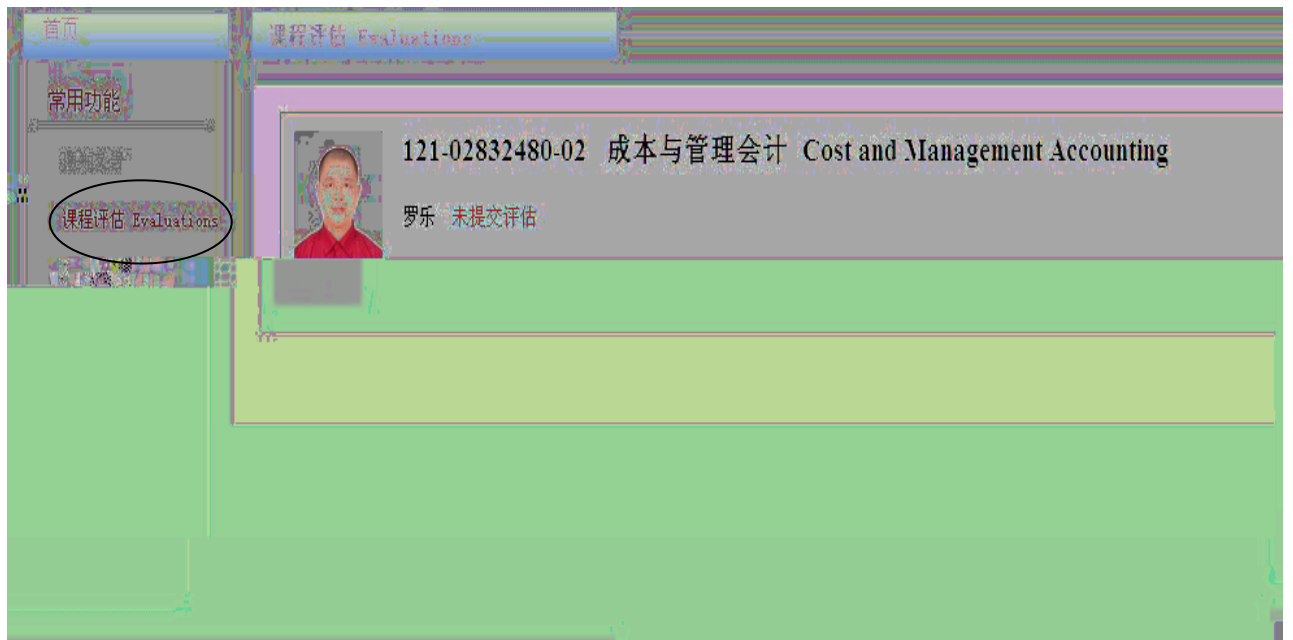 首页
课程评估 Evaluations
常用功能
121-02832480-02 成本与管理会计 Cost and Management Accounting
课程评估 Evaluations
罗乐 未提交评估